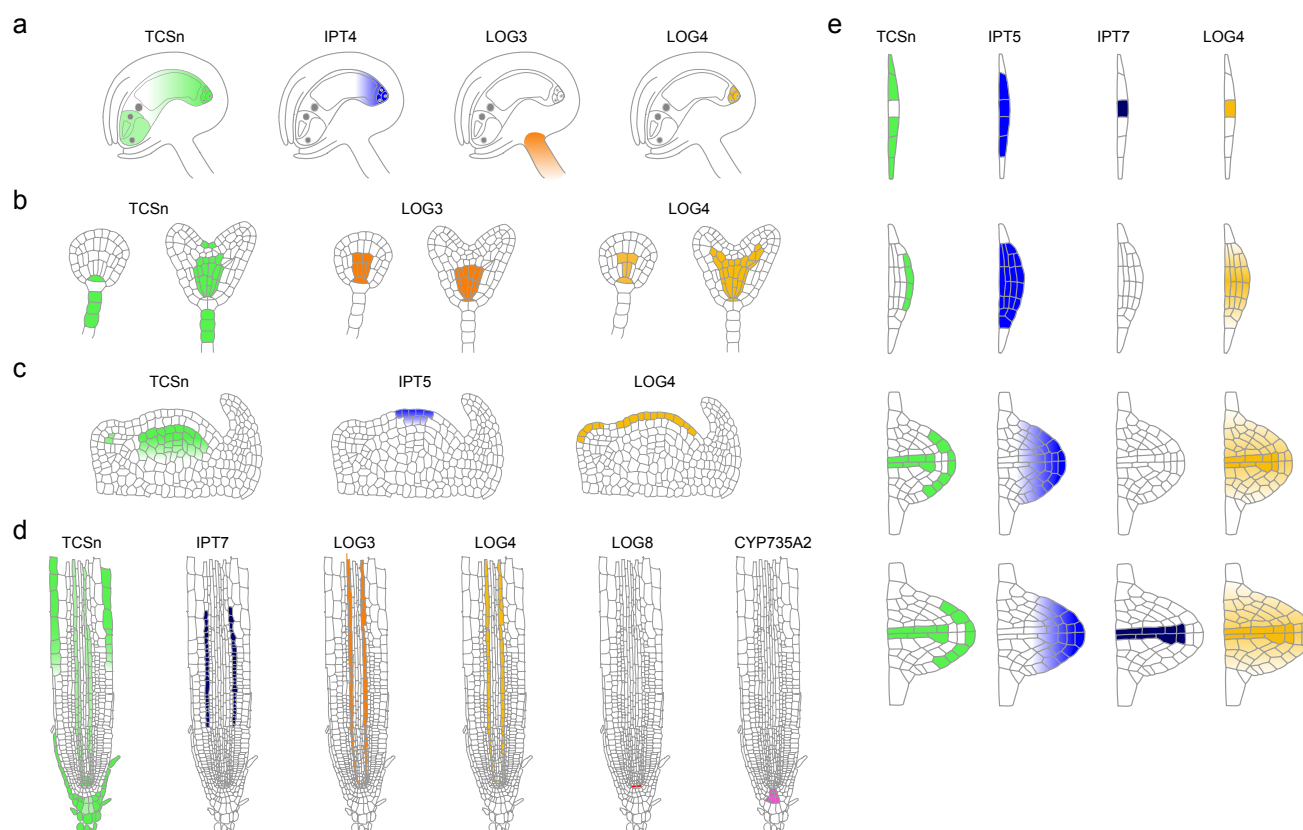 a
TCSn IPT4 LOG3 LOG4
b
TCSn LOG3 LOG4
c
TCSn IPT5 LOG4
d
TCSn IPT7 LOG3 LOG4 LOG8 CYP735A2
e
TCSn IPT5 IPT7 LOG4